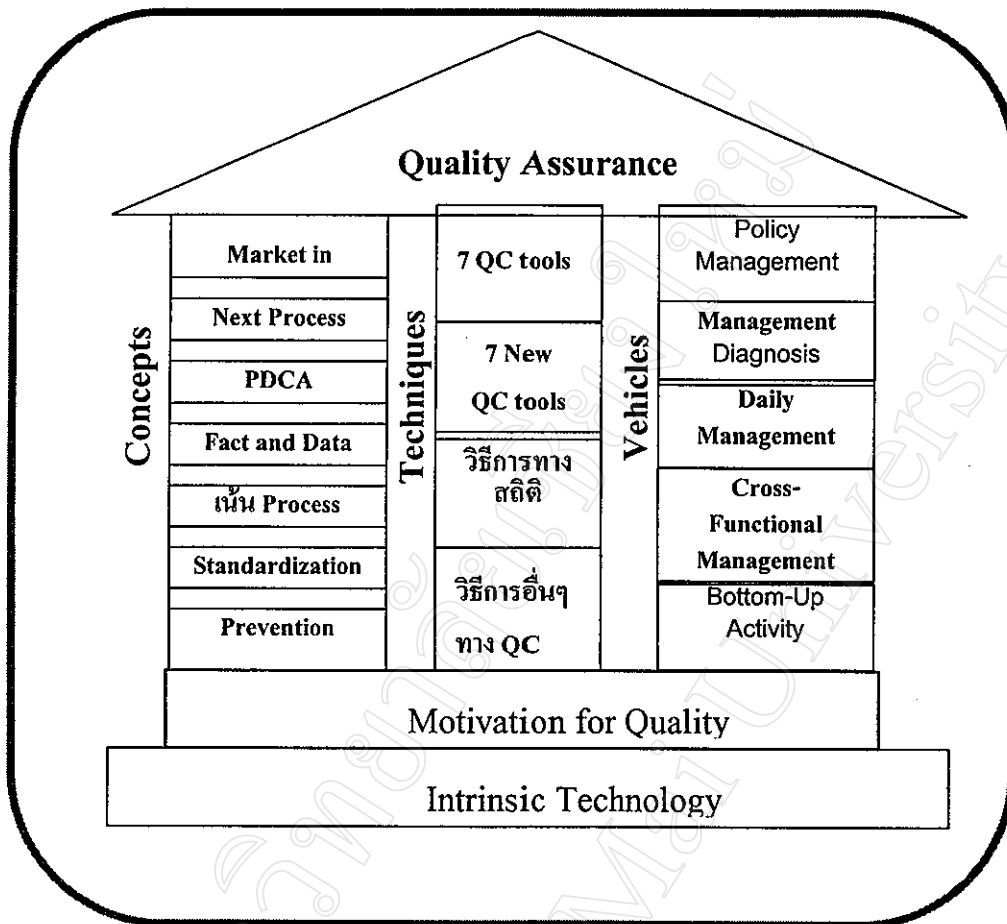 Quality Assurance
Concepts
Market in
Next Process
PDCA
Fact and Data
เน้น Process
Standardization
Prevention
Techniques
7 QC tools
7 New
QC tools
วิธีการทาง
สถิติ
วิธีการอื่นๆ
ทาง QC
Vehicles
Policy
Management
Management
Diagnosis
Daily
Management
Cross-
Functional
Management
Bottom-Up
Activity
Motivation for Quality
Intrinsic Technology